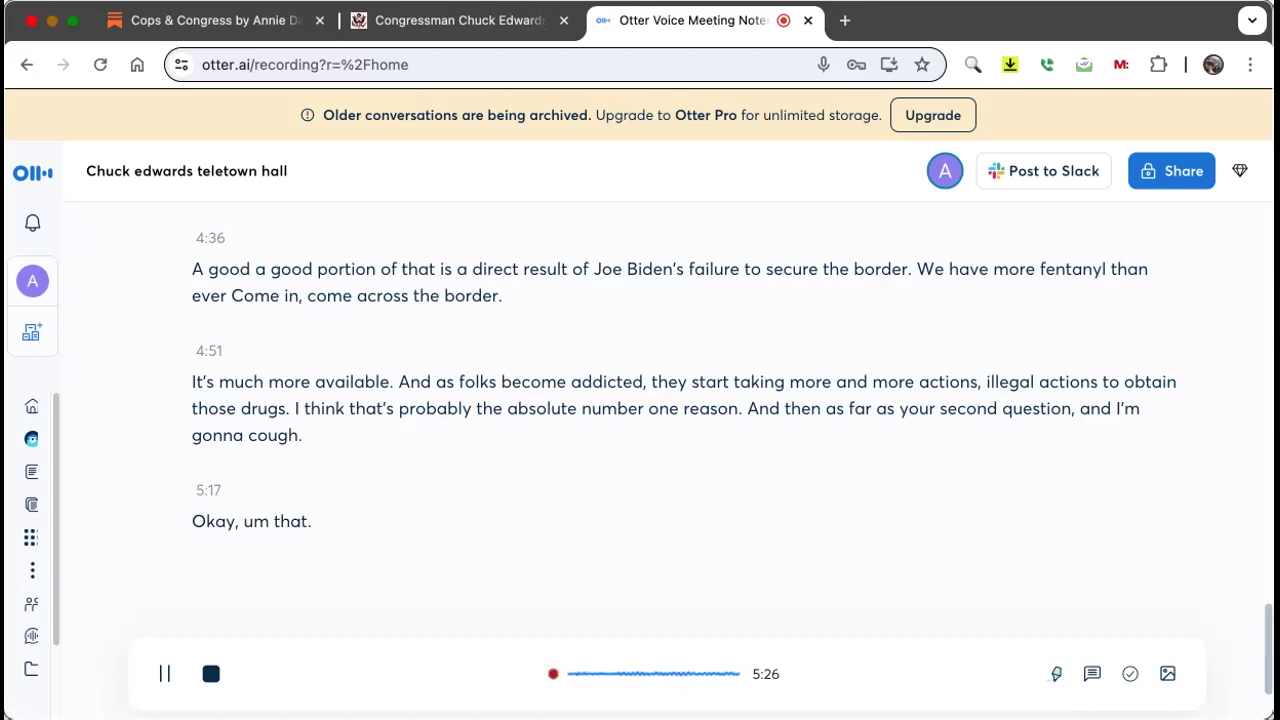 Cops & Congress by Annie Da
Congressman Chuck Edwards
Otter Voice Meeting Notes
otter.ai/recording?r=%2Fhome
M:
Older conversations are being archived. Upgrade to Otter Pro for unlimited storage.
Upgrade
Chuck edwards teletown hall
A
Post to Slack
Share
A
4:36
A good a good portion of that is a direct result of Joe Biden's failure to secure the border. We have more fentanyl than
ever Come in, come across the border.
4:51
It's much more available. And as folks become addicted, they start taking more and more actions, illegal actions to obtain
those drugs. I think that's probably the absolute number one reason. And then as far as your second question, and I'm
gonna cough.
5:17
Okay, um that.
5:26